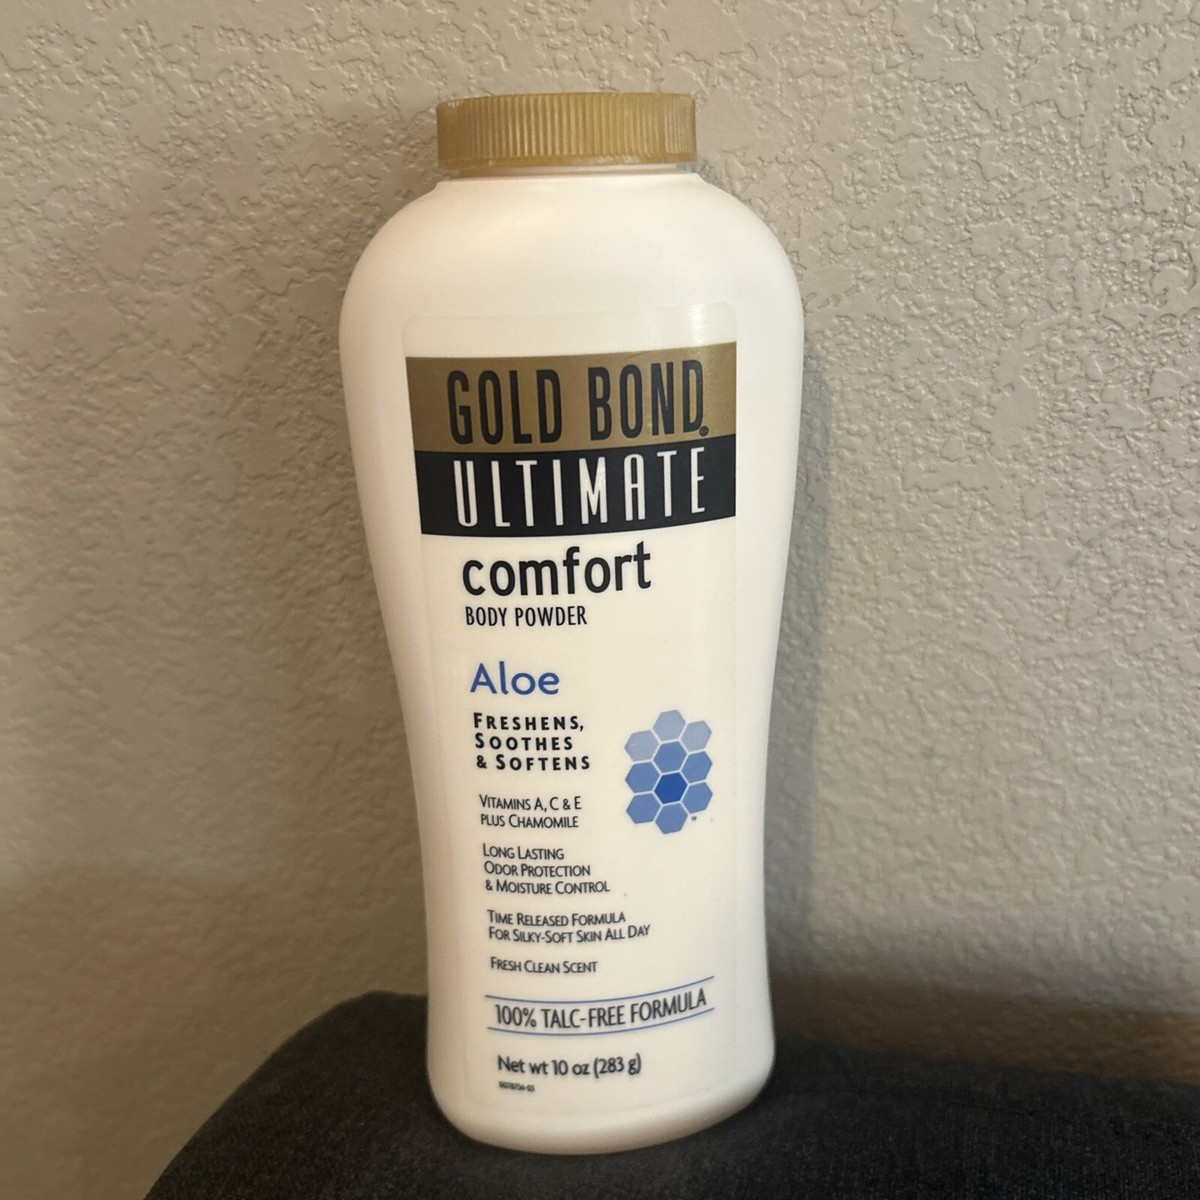 GOLD BOND®
ULTIMATE
comfort
BODY POWDER
Aloe
FRESHENS,
SOOTHES
& SOFTENS
VITAMINS A, C & E
PLUS CHAMOMILE
LONG LASTING
ODOR PROTECTION
& MOISTURE CONTROL
TIME RELEASED FORMULA
FOR SILKY-SOFT SKIN ALL DAY
FRESH CLEAN SCENT
100% TALC-FREE FORMULA
Net wt 10 oz (283 g)